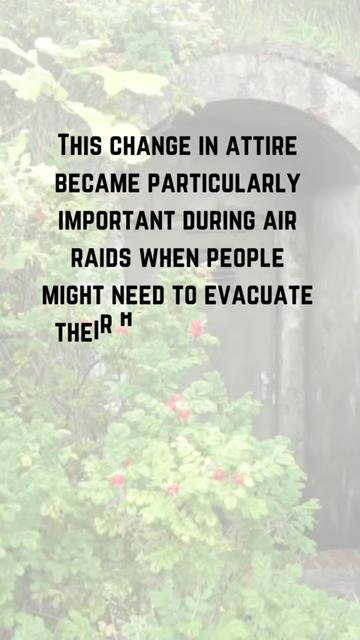 This change in attire
became particularly
important during air
raids when people
might need to evacuate
their H